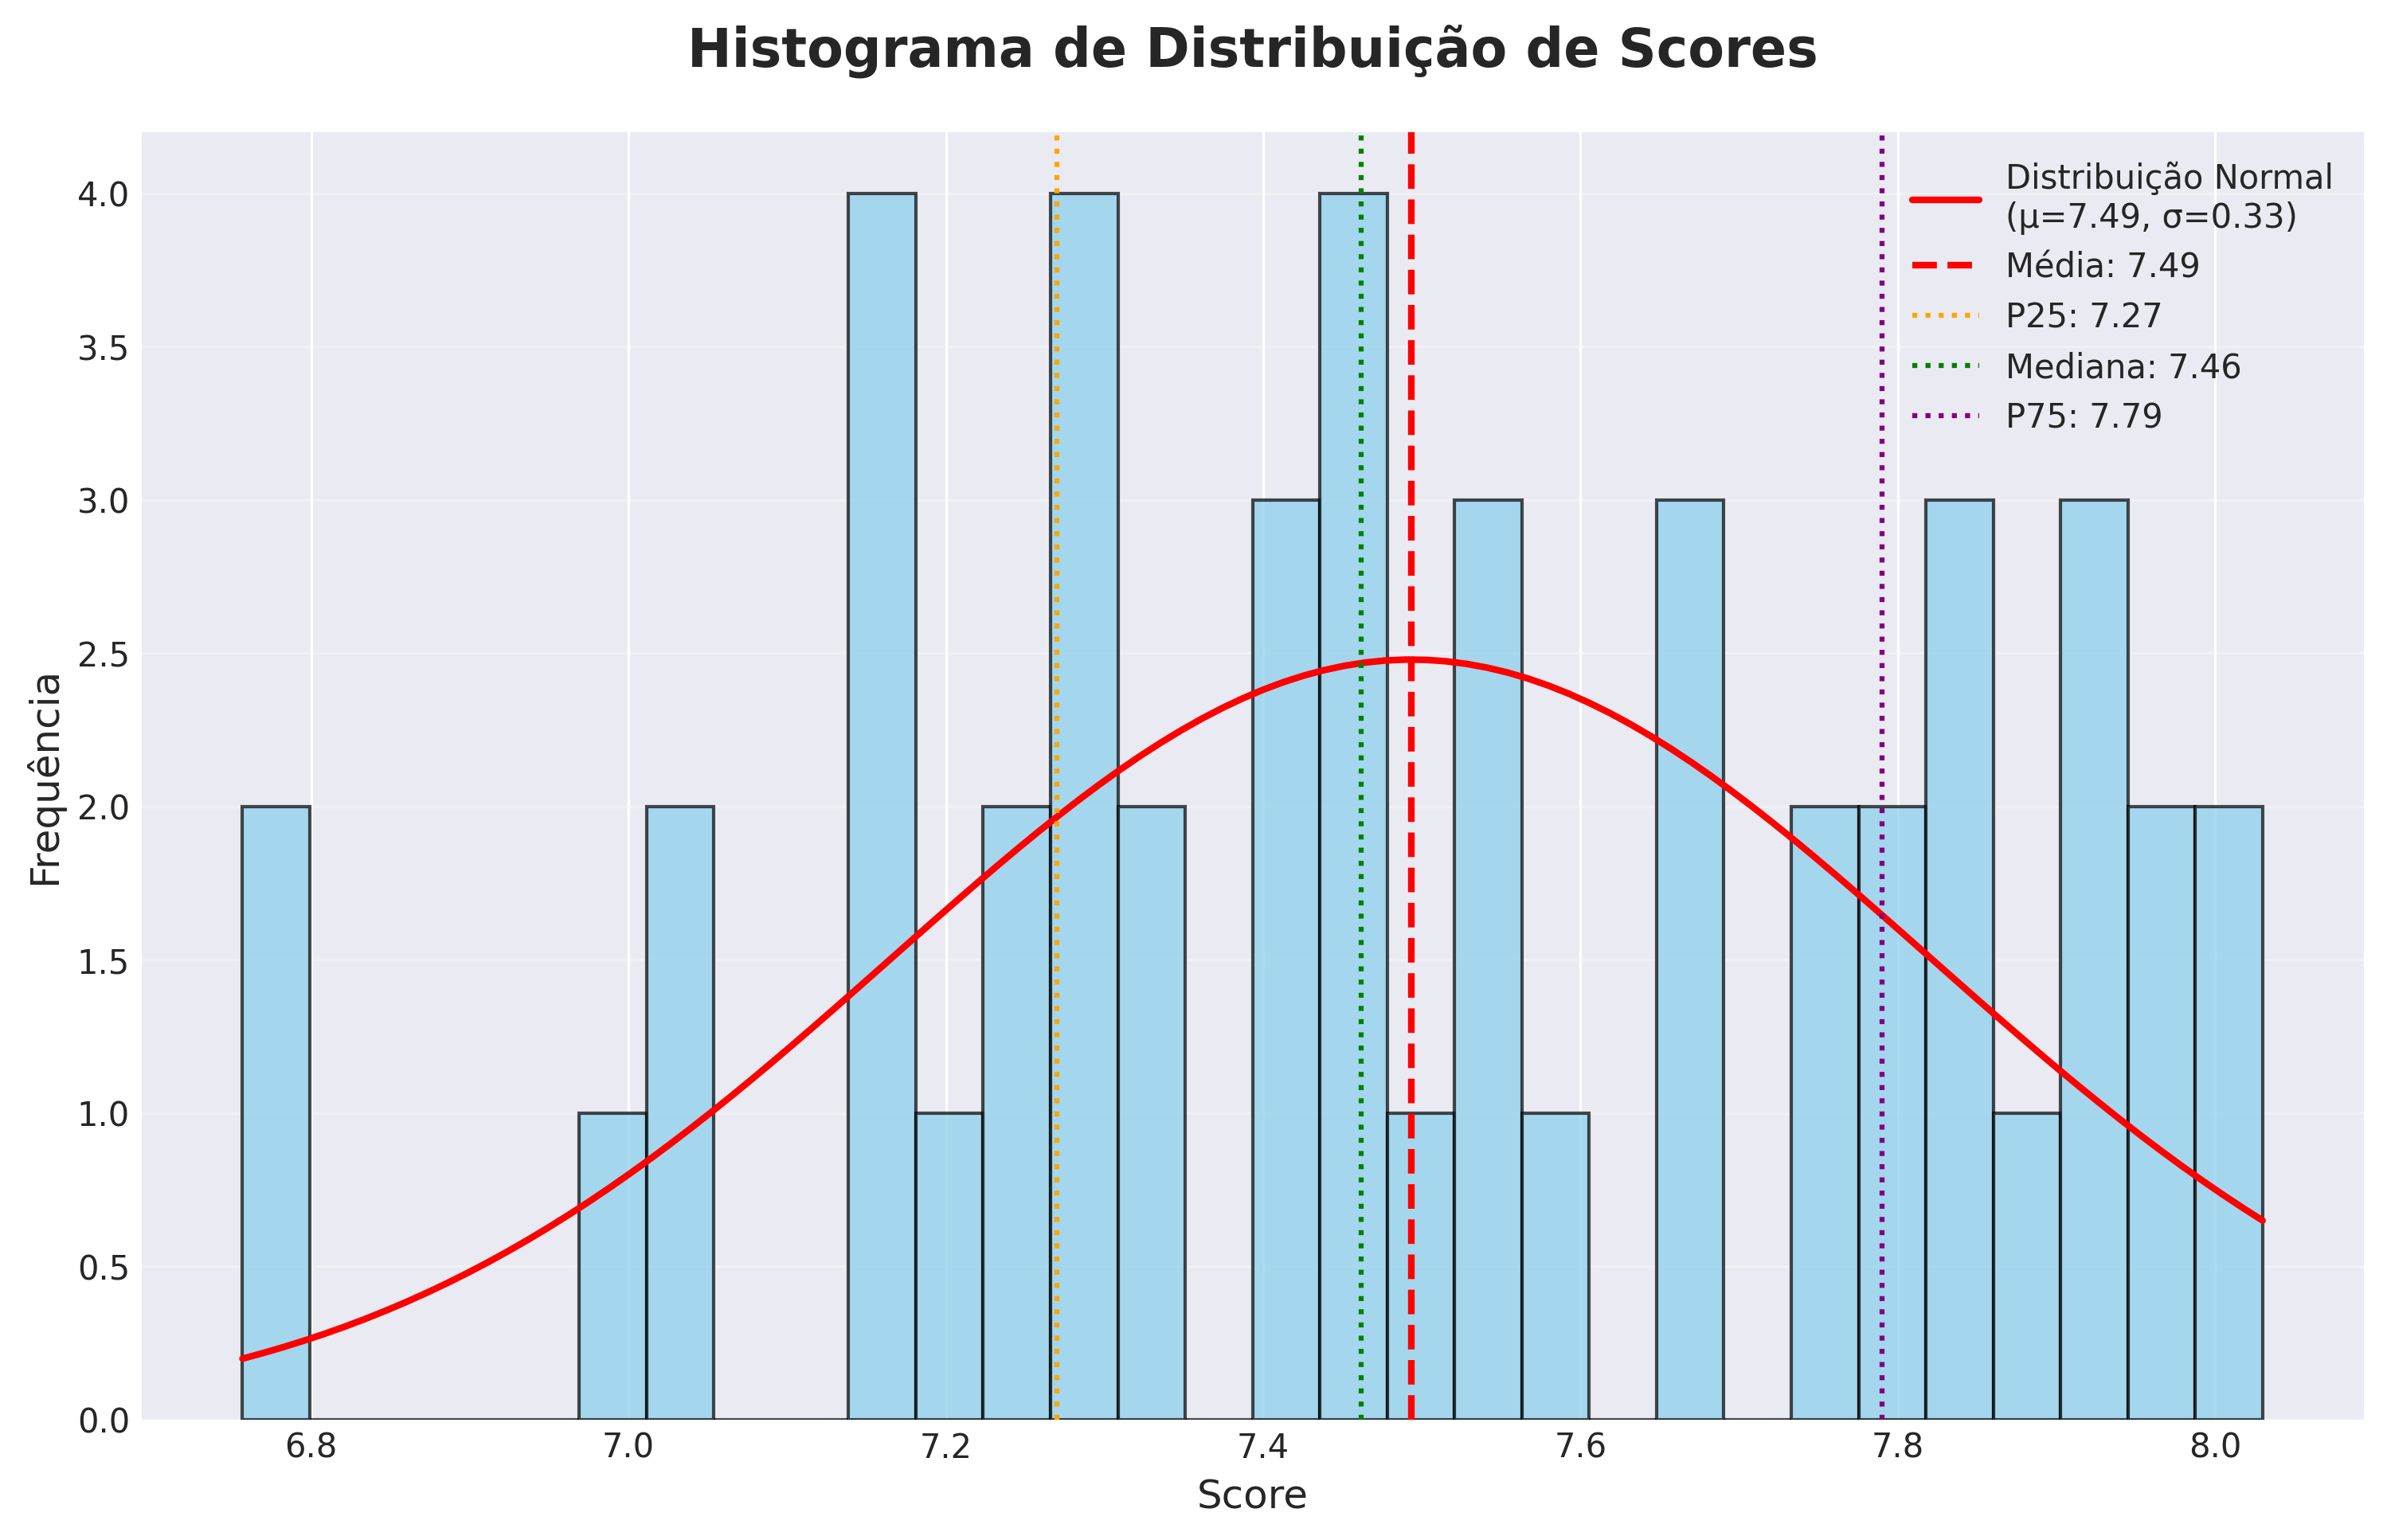 Histograma de Distribuição de Scores
Distribuição Normal
(μ=7.49, σ=0.33)
Média: 7.49
P25: 7.27
Mediana: 7.46
P75: 7.79
Frequência
4.0
3.5
3.0
2.5
2.0
1.5
1.0
0.5
0.0
6.8
7.0
7.2
7.4
7.6
7.8
8.0
Score